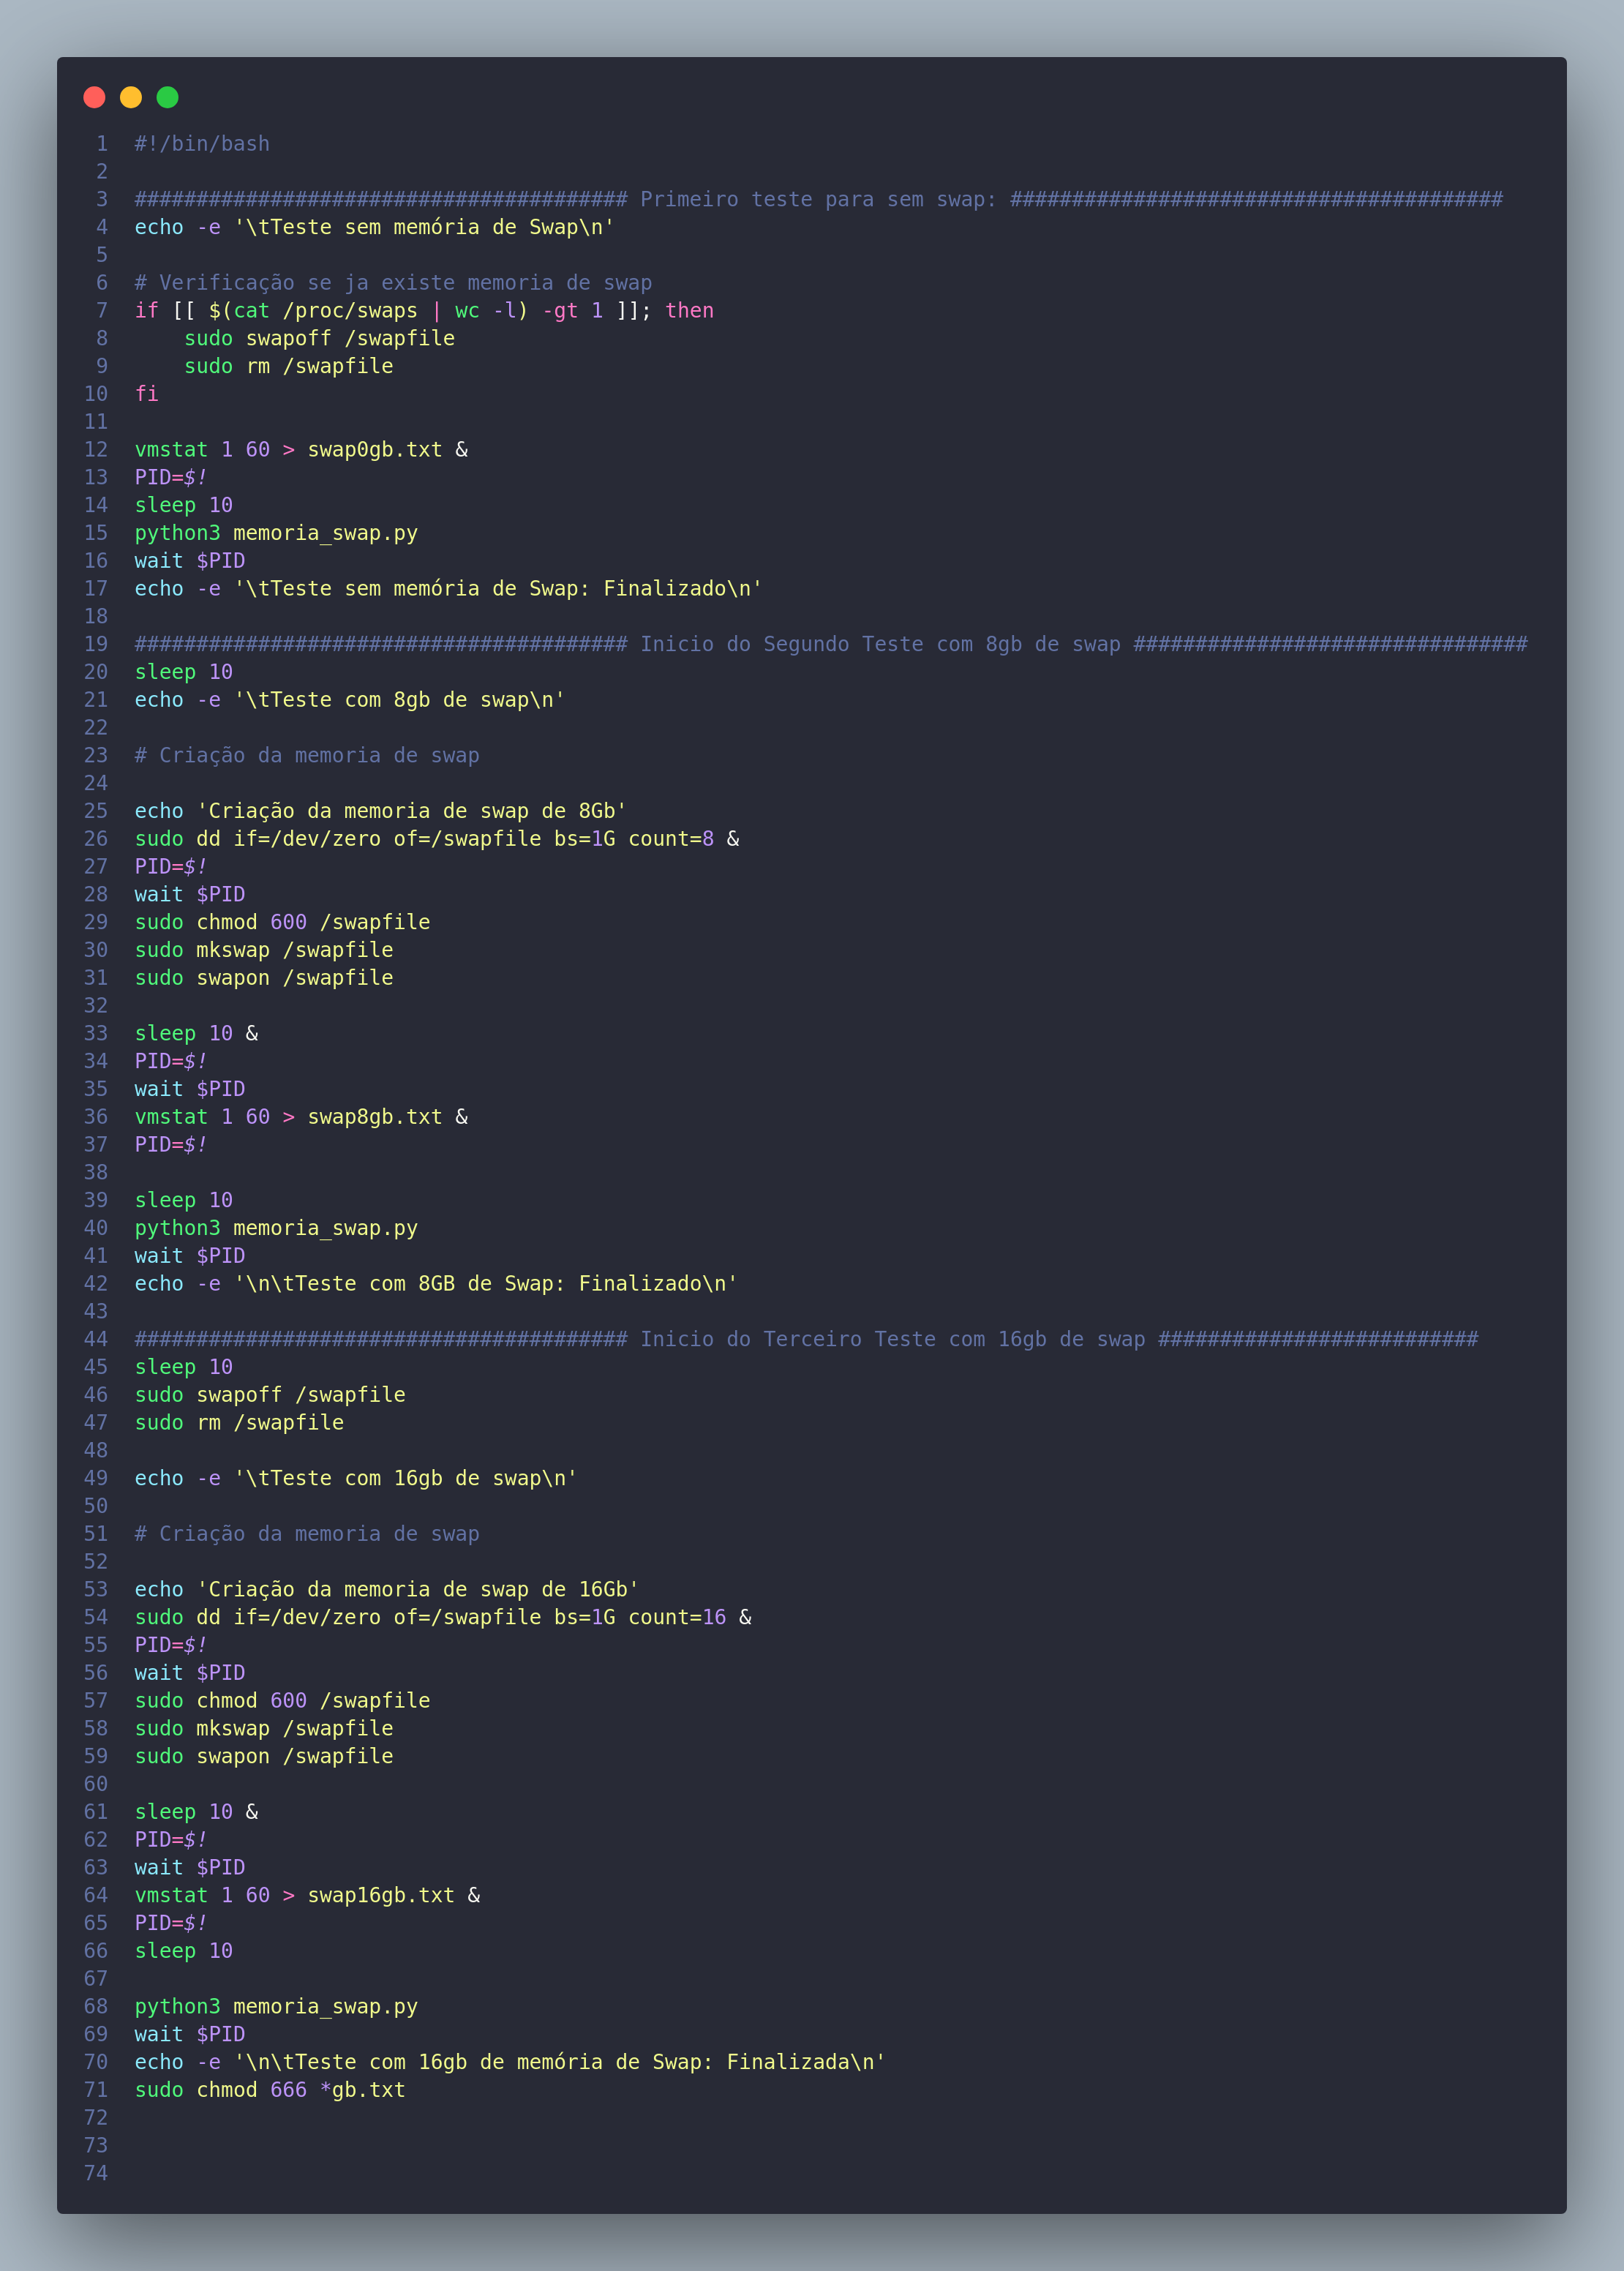 1 #!/bin/bash
2
3 ######################################## Primeiro teste para sem swap: ########################################
4 echo -e '\tTeste sem memória de Swap\n'
5
6 # Verificação se ja existe memoria de swap
7 if [[ $(cat /proc/swaps | wc -l) -gt 1 ]]; then
8     sudo swapoff /swapfile
9     sudo rm /swapfile
10 fi
11
12 vmstat 1 60 > swap0gb.txt &
13 PID=$!
14 sleep 10
15 python3 memoria_swap.py
16 wait $PID
17 echo -e '\tTeste sem memória de Swap: Finalizado\n'
18
19 ######################################## Inicio do Segundo Teste com 8gb de swap ################################
20 sleep 10
21 echo -e '\tTeste com 8gb de swap\n'
22
23 # Criação da memoria de swap
24
25 echo 'Criação da memoria de swap de 8Gb'
26 sudo dd if=/dev/zero of=/swapfile bs=1G count=8 &
27 PID=$!
28 wait $PID
29 sudo chmod 600 /swapfile
30 sudo mkswap /swapfile
31 sudo swapon /swapfile
32
33 sleep 10 &
34 PID=$!
35 wait $PID
36 vmstat 1 60 > swap8gb.txt &
37 PID=$!
38
39 sleep 10
40 python3 memoria_swap.py
41 wait $PID
42 echo -e '\n\tTeste com 8GB de Swap: Finalizado\n'
43
44 ######################################## Inicio do Terceiro Teste com 16gb de swap ##########################
45 sleep 10
46 sudo swapoff /swapfile
47 sudo rm /swapfile
48
49 echo -e '\tTeste com 16gb de swap\n'
50
51 # Criação da memoria de swap
52
53 echo 'Criação da memoria de swap de 16Gb'
54 sudo dd if=/dev/zero of=/swapfile bs=1G count=16 &
55 PID=$!
56 wait $PID
57 sudo chmod 600 /swapfile
58 sudo mkswap /swapfile
59 sudo swapon /swapfile
60
61 sleep 10 &
62 PID=$!
63 wait $PID
64 vmstat 1 60 > swap16gb.txt &
65 PID=$!
66 sleep 10
67
68 python3 memoria_swap.py
69 wait $PID
70 echo -e '\n\tTeste com 16gb de memória de Swap: Finalizada\n'
71 sudo chmod 666 *gb.txt
72
73
74